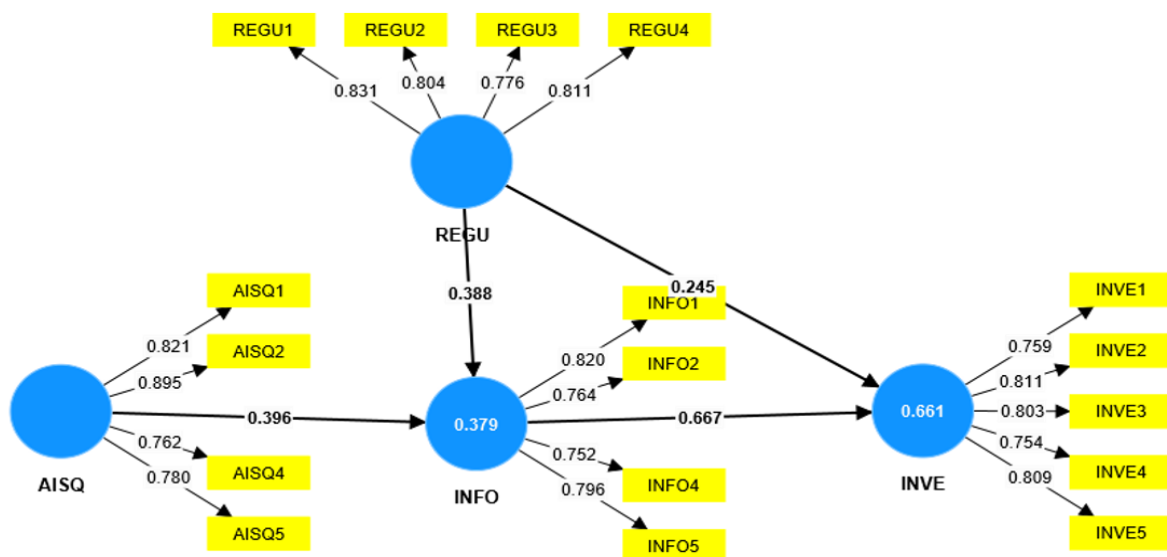 REGU1
REGU2
REGU3
REGU4
0.831
0.804
0.776
0.811
REGU
0.388
0.245
AISQ1
AISQ2
AISQ4
AISQ5
0.821
0.895
0.762
0.780
AISQ
0.396
INFO1
INFO2
INFO4
INFO5
0.820
0.764
0.752
0.796
0.379
INFO
0.667
INVE1
INVE2
INVE3
INVE4
INVE5
0.759
0.811
0.803
0.754
0.809
0.661
INVE